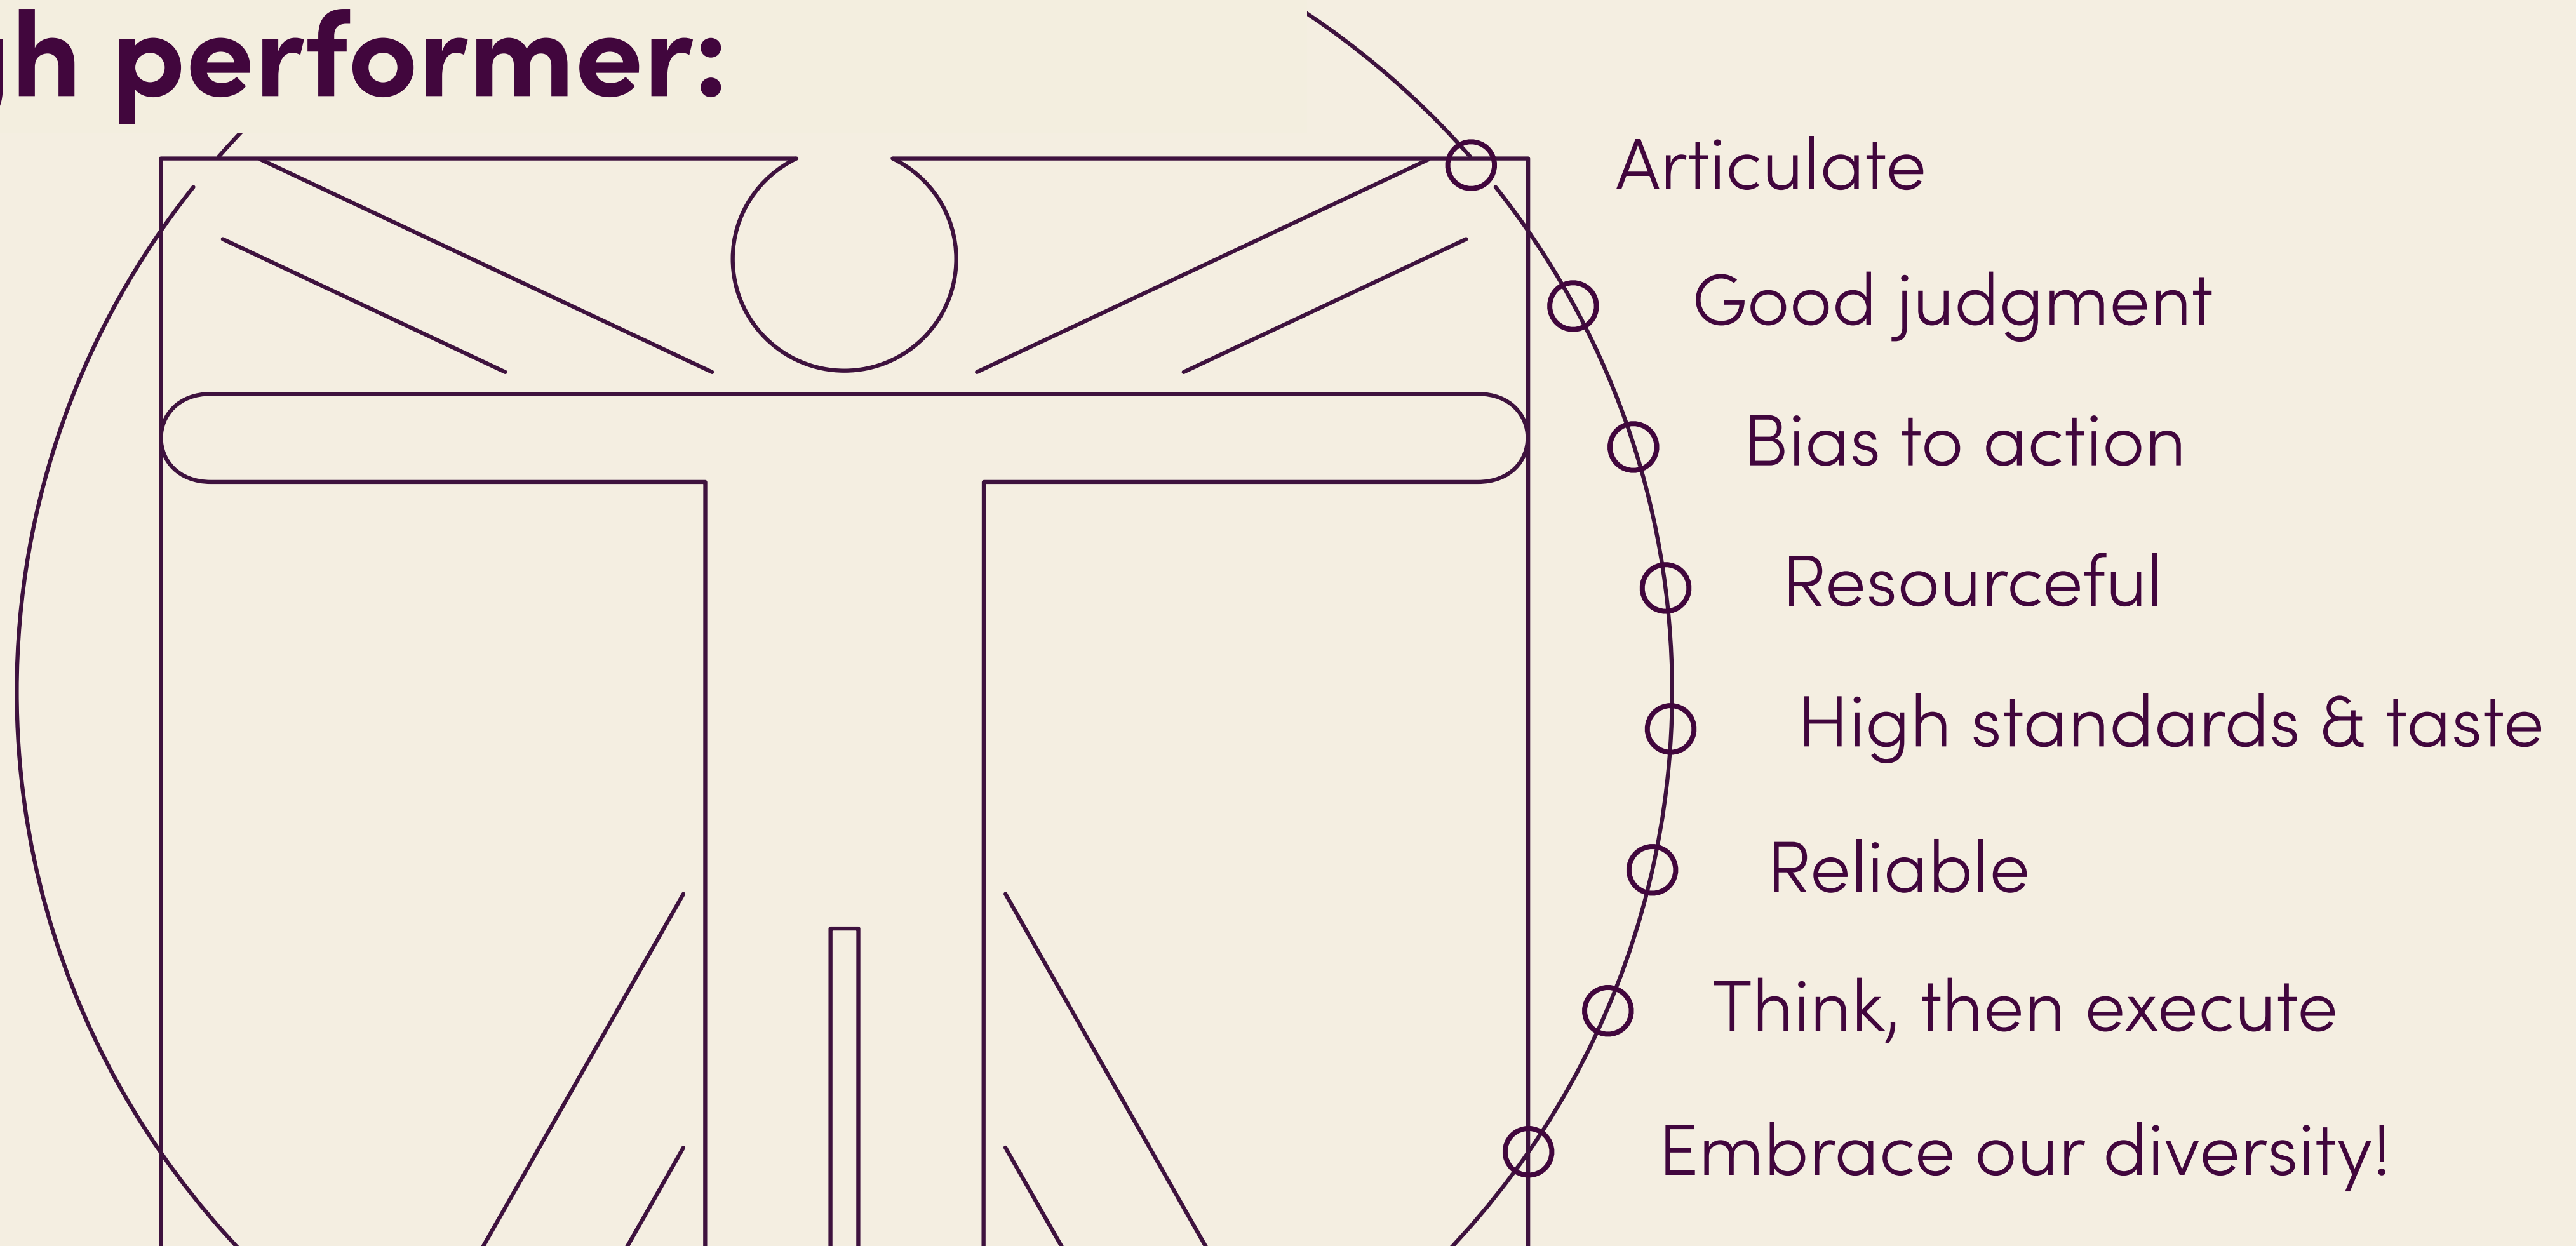 gh performer:
Articulate
Good judgment
Bias to action
Resourceful
High standards & taste
Reliable
Think, then execute
Embrace our diversity!